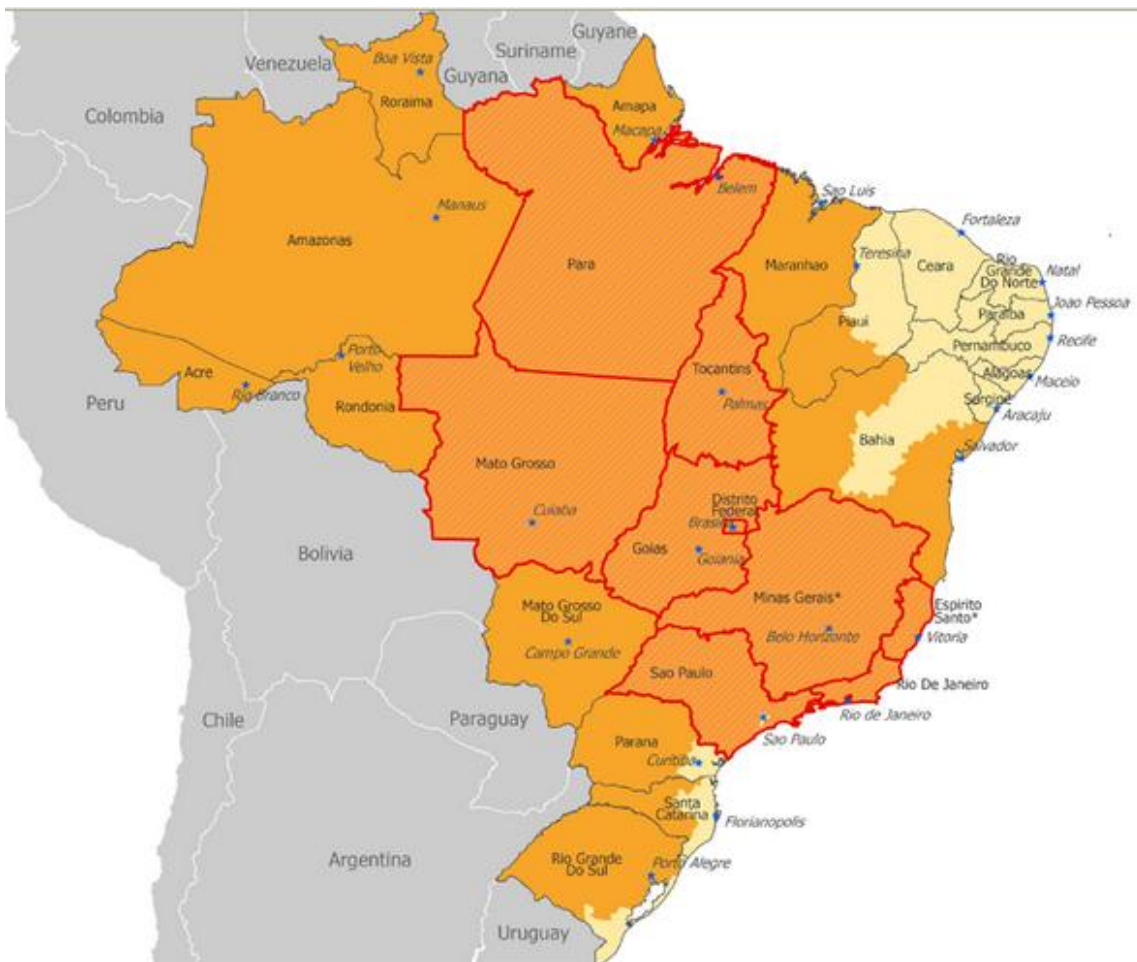 Guyane
Suriname
Venezuela
Boa Vista
Guyana
Roraima
Amapa
Macapa
Colombia
Belem
Sao Luis
Manaus
Fortaleza
Amazonas
Para
Maranhao
Teresina
Ceara
Rio
Grande
Do Norte
Natal
Joao Pessoa
Paraiba
Piaui
Pernambuco
Recife
Porto
Velho
Acre
Rio Branco
Rondonia
Tocantins
Palmas
Alagoas
Maceio
Sergipe
Aracaju
Peru
Bahia
Salvador
Mato Grosso
Cuiaba
Distrito
Federal
Brasilia
Goias
Goiania
Bolivia
Minas Gerais*
Belo Horizonte
Espirito
Santo*
Vitoria
Mato Grosso
Do Sul
Campo Grande
Sao Paulo
Rio De Janeiro
Rio de Janeiro
Chile
Paraguay
Sao Paulo
Parana
Curitiba
Santa
Catarina
Florianopolis
Argentina
Rio Grande
Do Sul
Porto Alegre
Uruguay